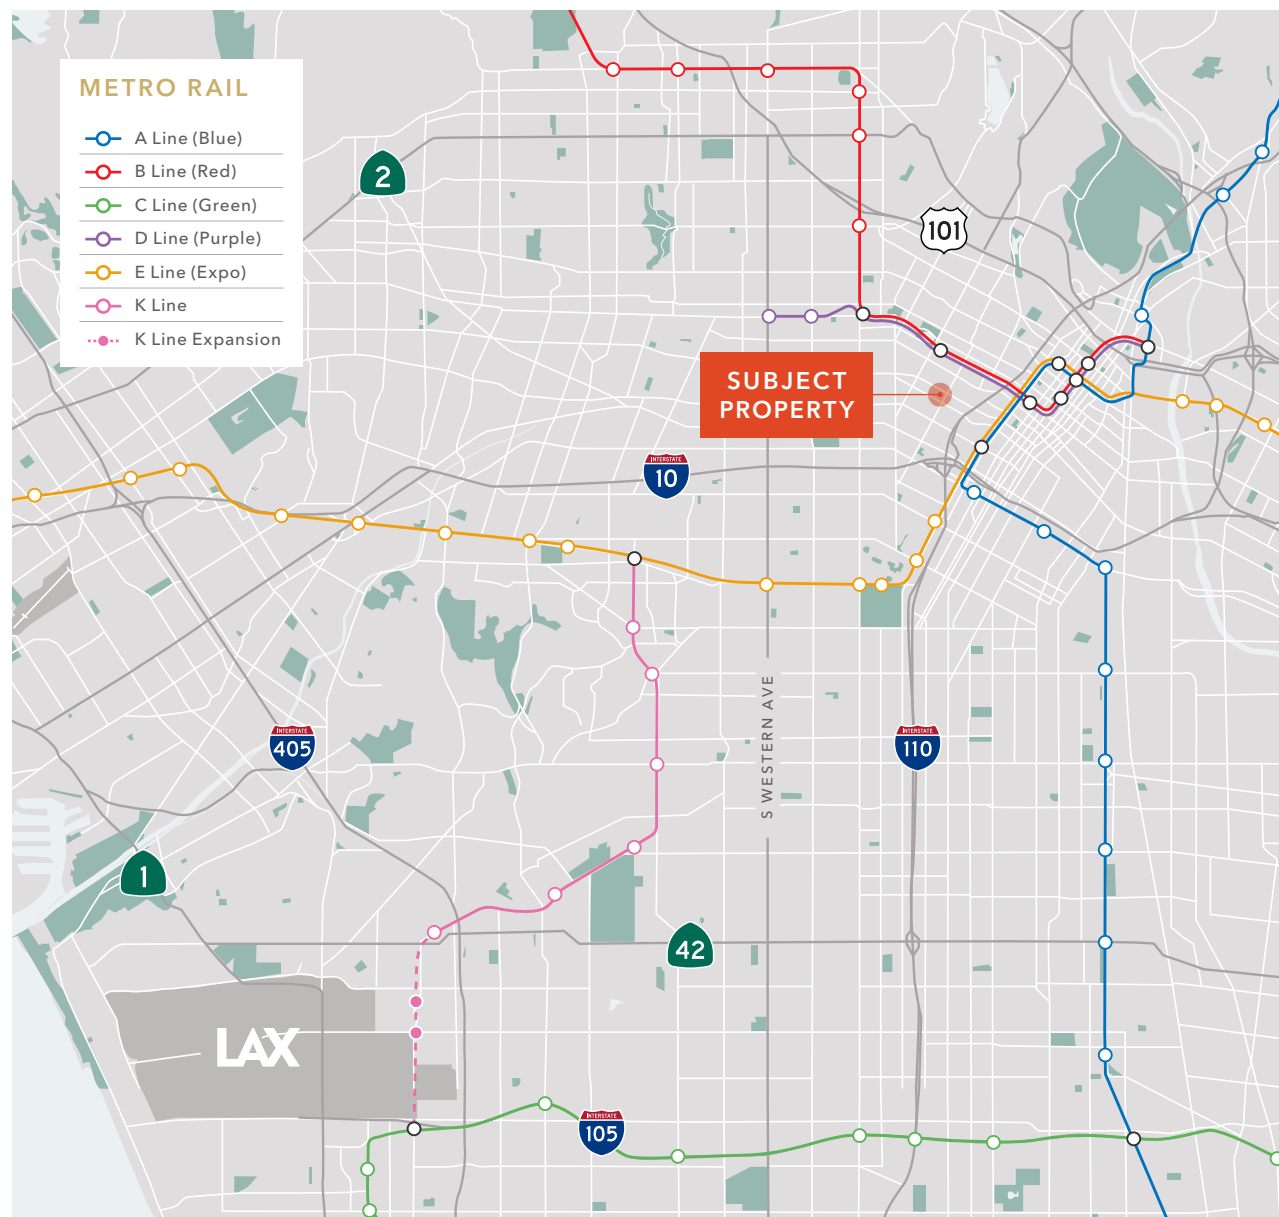 METRO RAIL
A Line (Blue)
B Line (Red)
C Line (Green)
D Line (Purple)
E Line (Expo)
K Line
K Line Expansion
2
101
SUBJECT
PROPERTY
INTERSTATE
10
S WESTERN AVE
INTERSTATE
405
INTERSTATE
110
1
42
LAX
INTERSTATE
105